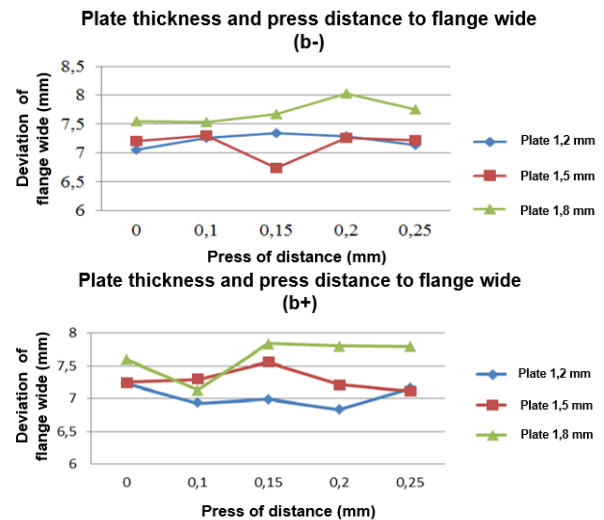 Plate thickness and press distance to flange wide
(b-)
Deviation of
flange wide (mm)
8,5
8
7,5
7
6,5
6
0 0,1 0,15 0,2 0,25
Press of distance (mm)
Plate 1,2 mm
Plate 1,5 mm
Plate 1,8 mm
Plate thickness and press distance to flange wide
(b+)
Deviation of
flange wide (mm)
8
7,5
7
6,5
6
0 0,1 0,15 0,2 0,25
Press of distance (mm)
Plate 1,2 mm
Plate 1,5 mm
Plate 1,8 mm